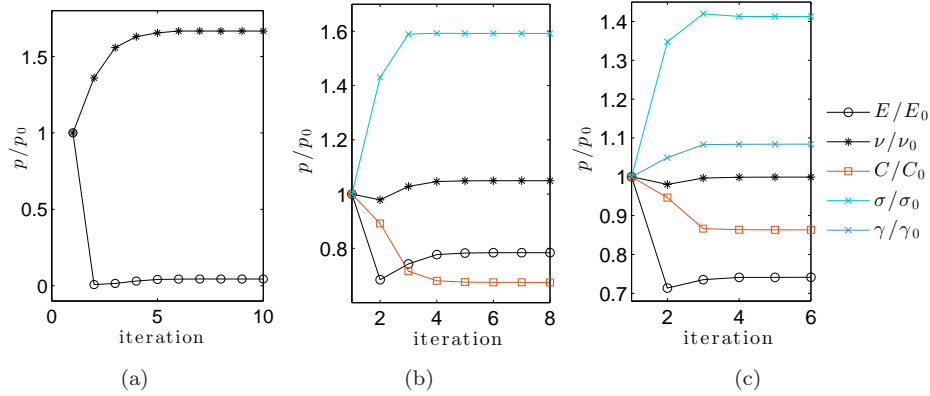 p/p₀
1.5
1
0.5
0
0
5
10
iteration
(a)
p/p₀
1.6
1.4
1.2
1
0.8
2
4
6
8
iteration
(b)
p/p₀
1.4
1.3
1.2
1.1
1.0
0.9
0.8
0.7
2
4
6
iteration
(c)
E/E₀
ν/ν₀
C/C₀
σ/σ₀
γ/γ₀